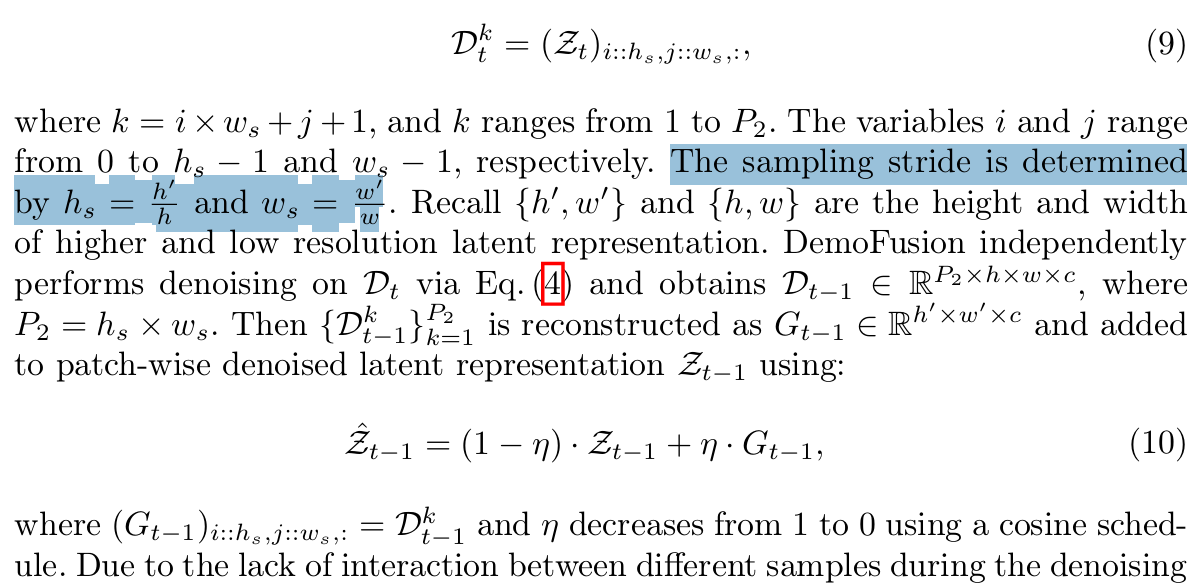 $\mathcal{D}_t^k = (\mathcal{Z}_t)_{i::h_s,j::w_s,:},$ (9)
where $k = i \times w_s + j + 1$, and $k$ ranges from 1 to $P_2$. The variables $i$ and $j$ range
from 0 to $h_s - 1$ and $w_s - 1$, respectively. The sampling stride is determined
by $h_s = \frac{h'}{h}$ and $w_s = \frac{w'}{w}$. Recall $\{h', w'\}$ and $\{h, w\}$ are the height and width
of higher and low resolution latent representation. DemoFusion independently
performs denoising on $\mathcal{D}_t$ via Eq. (4) and obtains $\mathcal{D}_{t-1} \in \mathbb{R}^{P_2 \times h \times w \times c}$, where
$P_2 = h_s \times w_s$. Then $\{\mathcal{D}_{t-1}^k\}_{k=1}^{P_2}$ is reconstructed as $G_{t-1} \in \mathbb{R}^{h' \times w' \times c}$ and added
to patch-wise denoised latent representation $\mathcal{Z}_{t-1}$ using:
$\hat{\mathcal{Z}}_{t-1} = (1 - \eta) \cdot \mathcal{Z}_{t-1} + \eta \cdot G_{t-1},$ (10)
where $(G_{t-1})_{i::h_s,j::w_s,:} = \mathcal{D}_{t-1}^k$ and $\eta$ decreases from 1 to 0 using a cosine sched-
ule. Due to the lack of interaction between different samples during the denoising